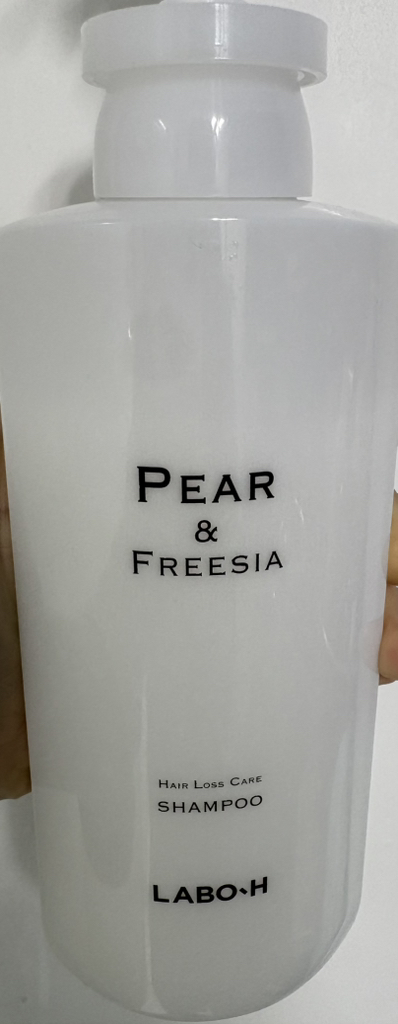 PEAR
&
FREESIA
HAIR LOSS CARE
SHAMPOO
LABO-H